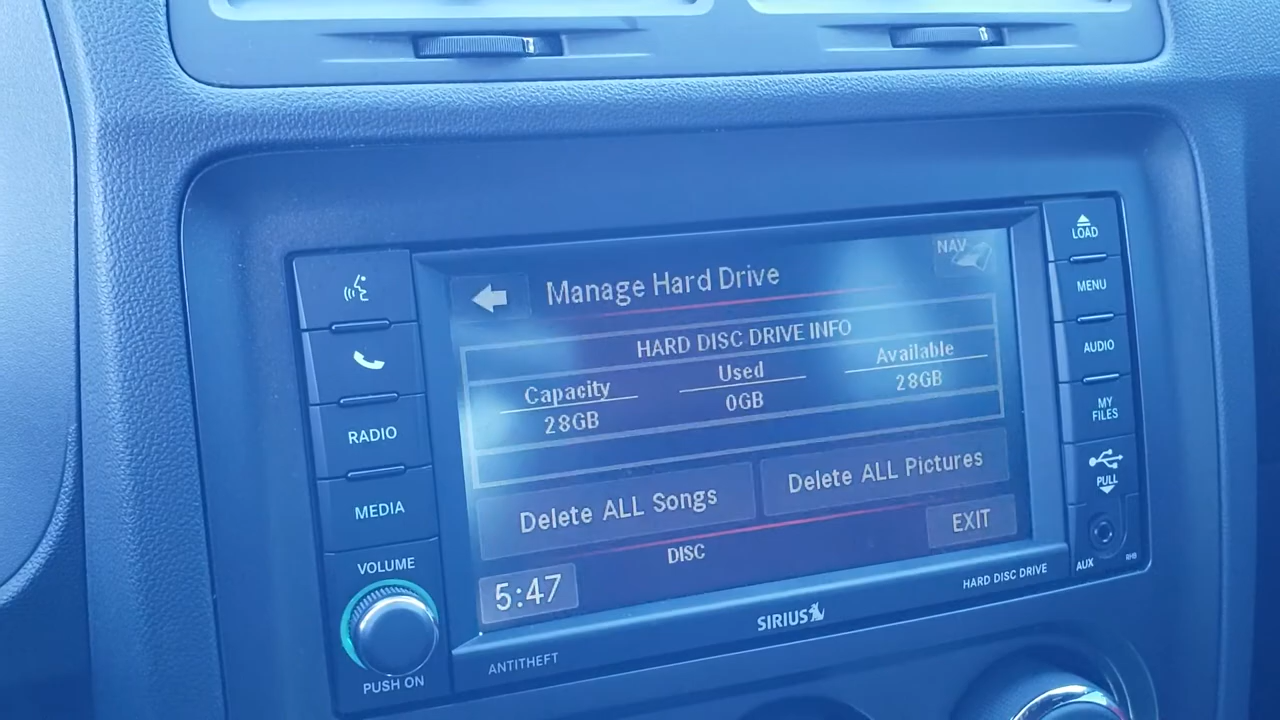 NAV
Manage Hard Drive
HARD DISC DRIVE INFO
Capacity Used Available
28GB 0GB 28GB
Delete ALL Songs Delete ALL Pictures
DISC
EXIT
5:47
RADIO
MEDIA
VOLUME
PUSH ON
ANTITHEFT
SIRIUS
HARD DISC DRIVE
LOAD
MENU
AUDIO
MY
FILES
PULL
AUX
RHB